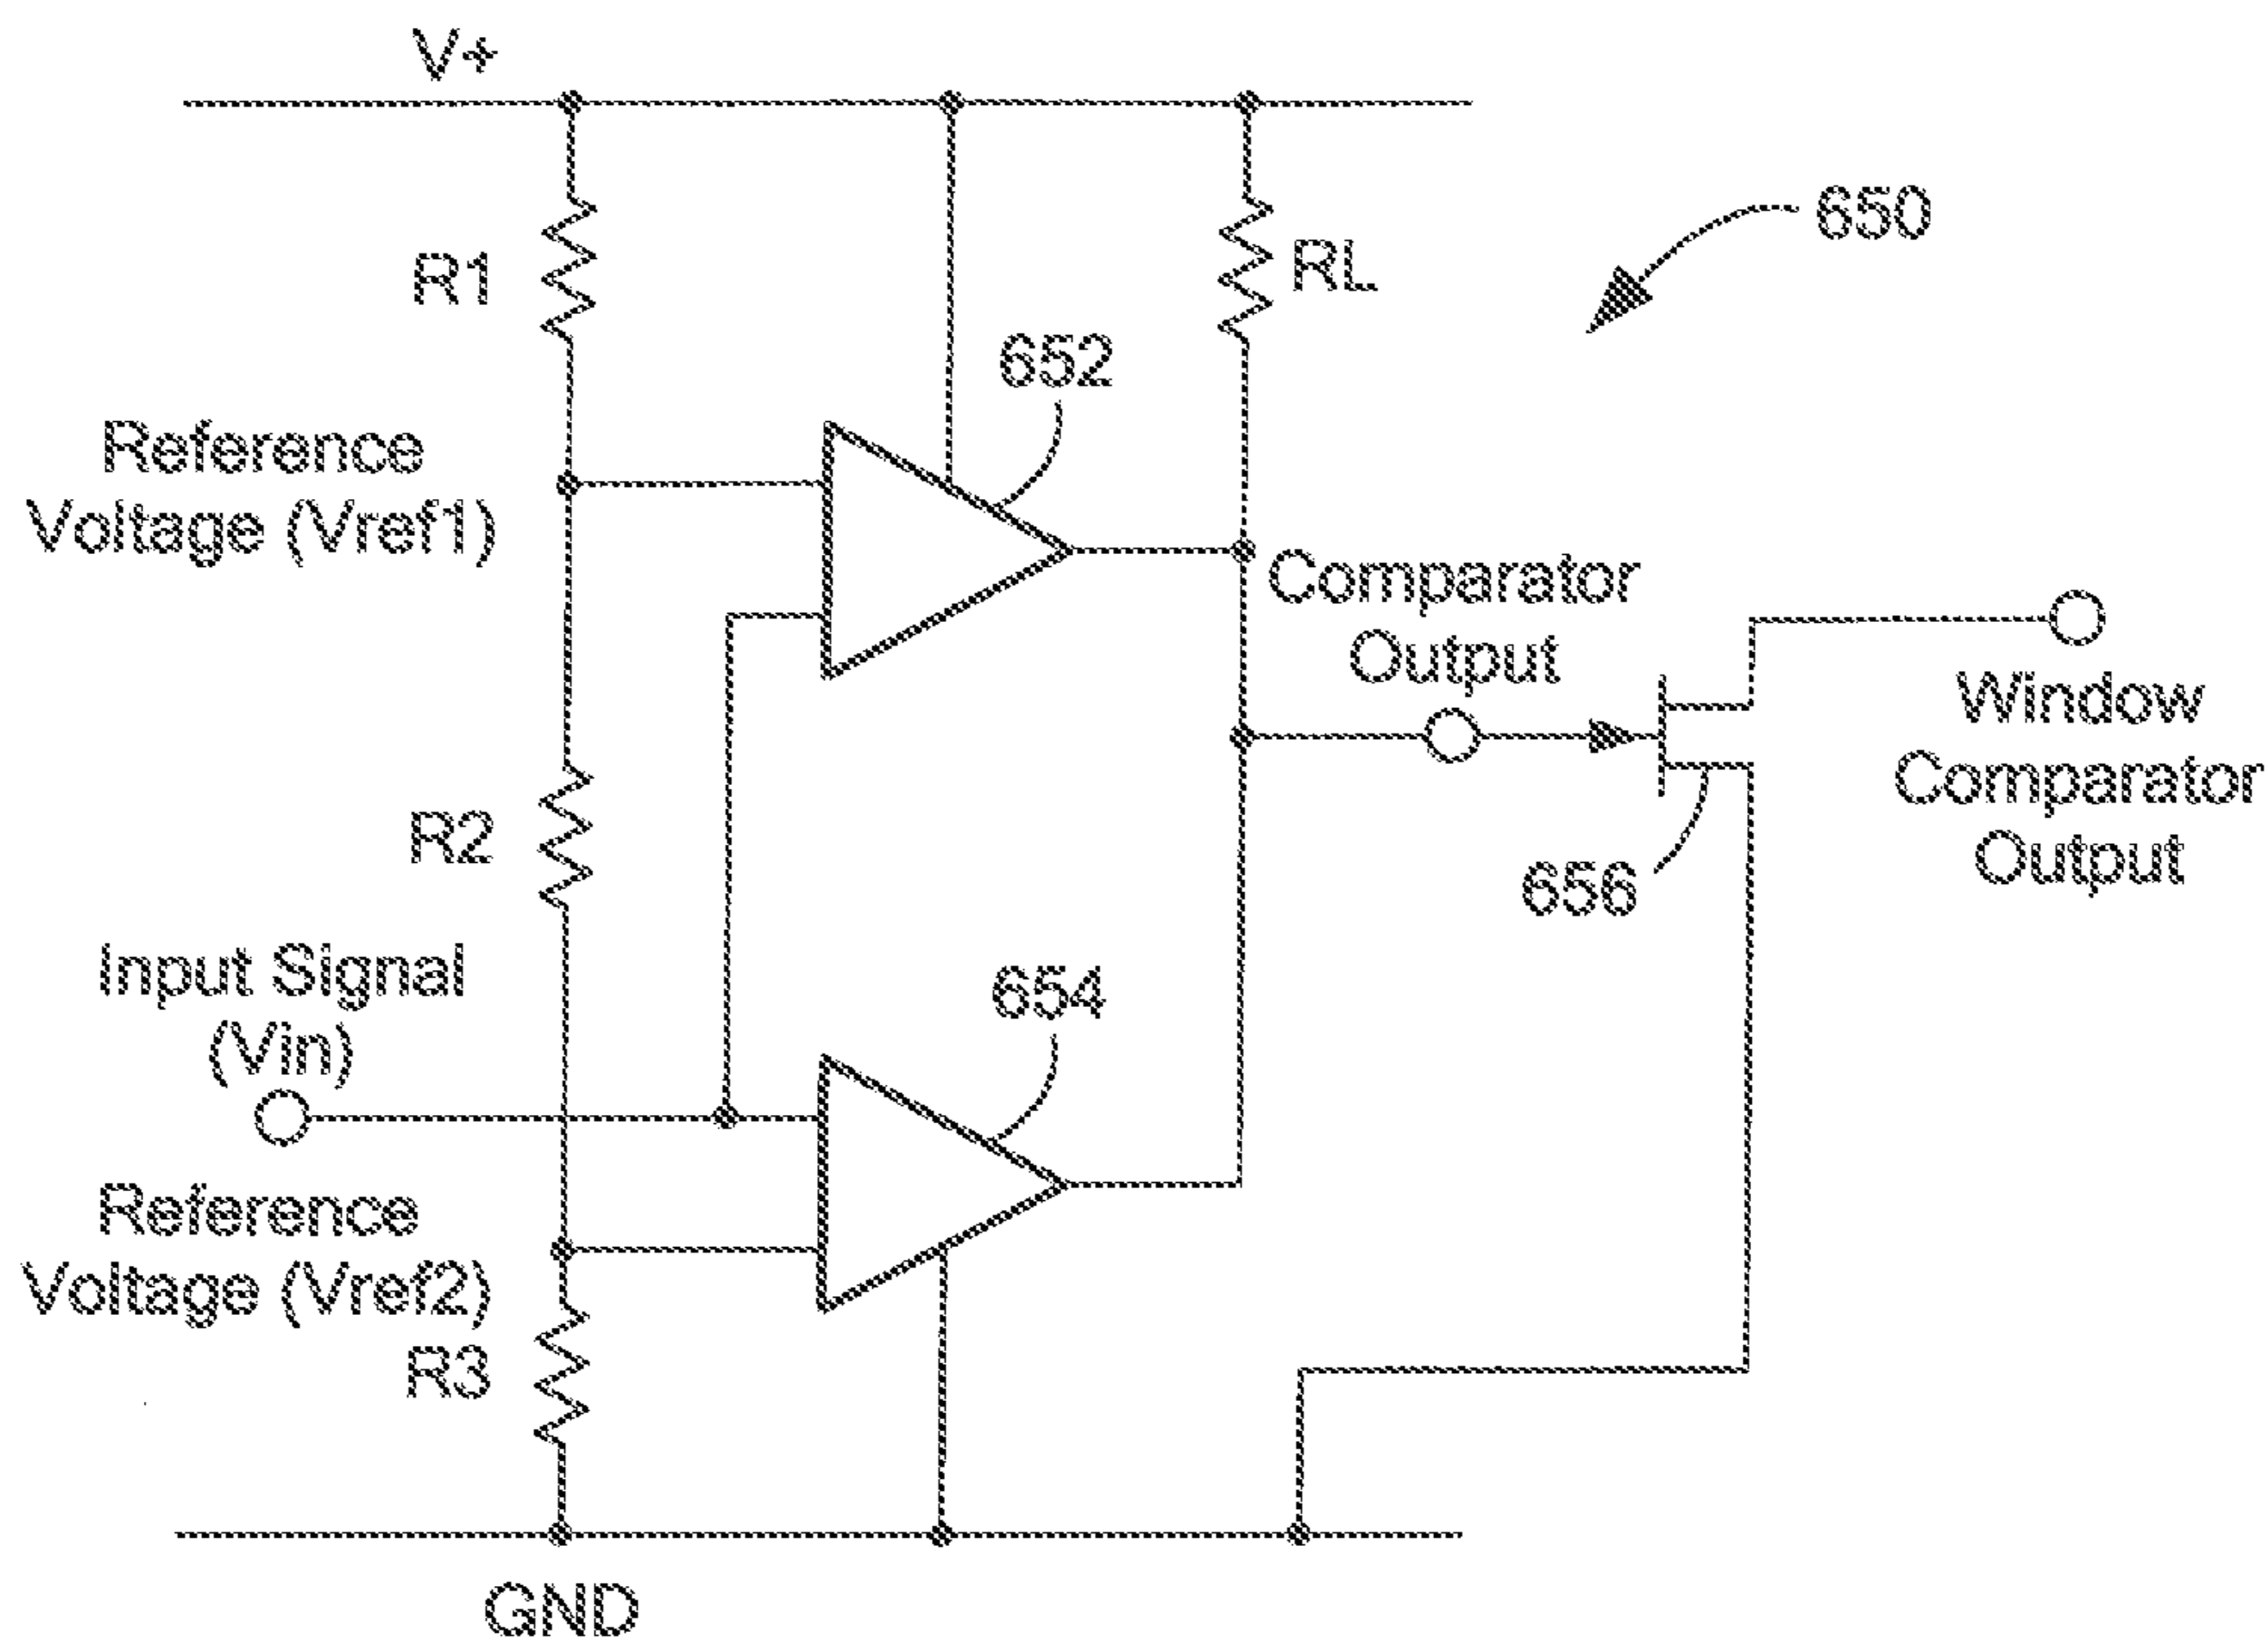 V+
R1
RL
650
652
Reference
Voltage (Vref1)
Comparator
Output
Window
Comparator
Output
R2
656
Input Signal
(Vin)
654
Reference
Voltage (Vref2)
R3
GND